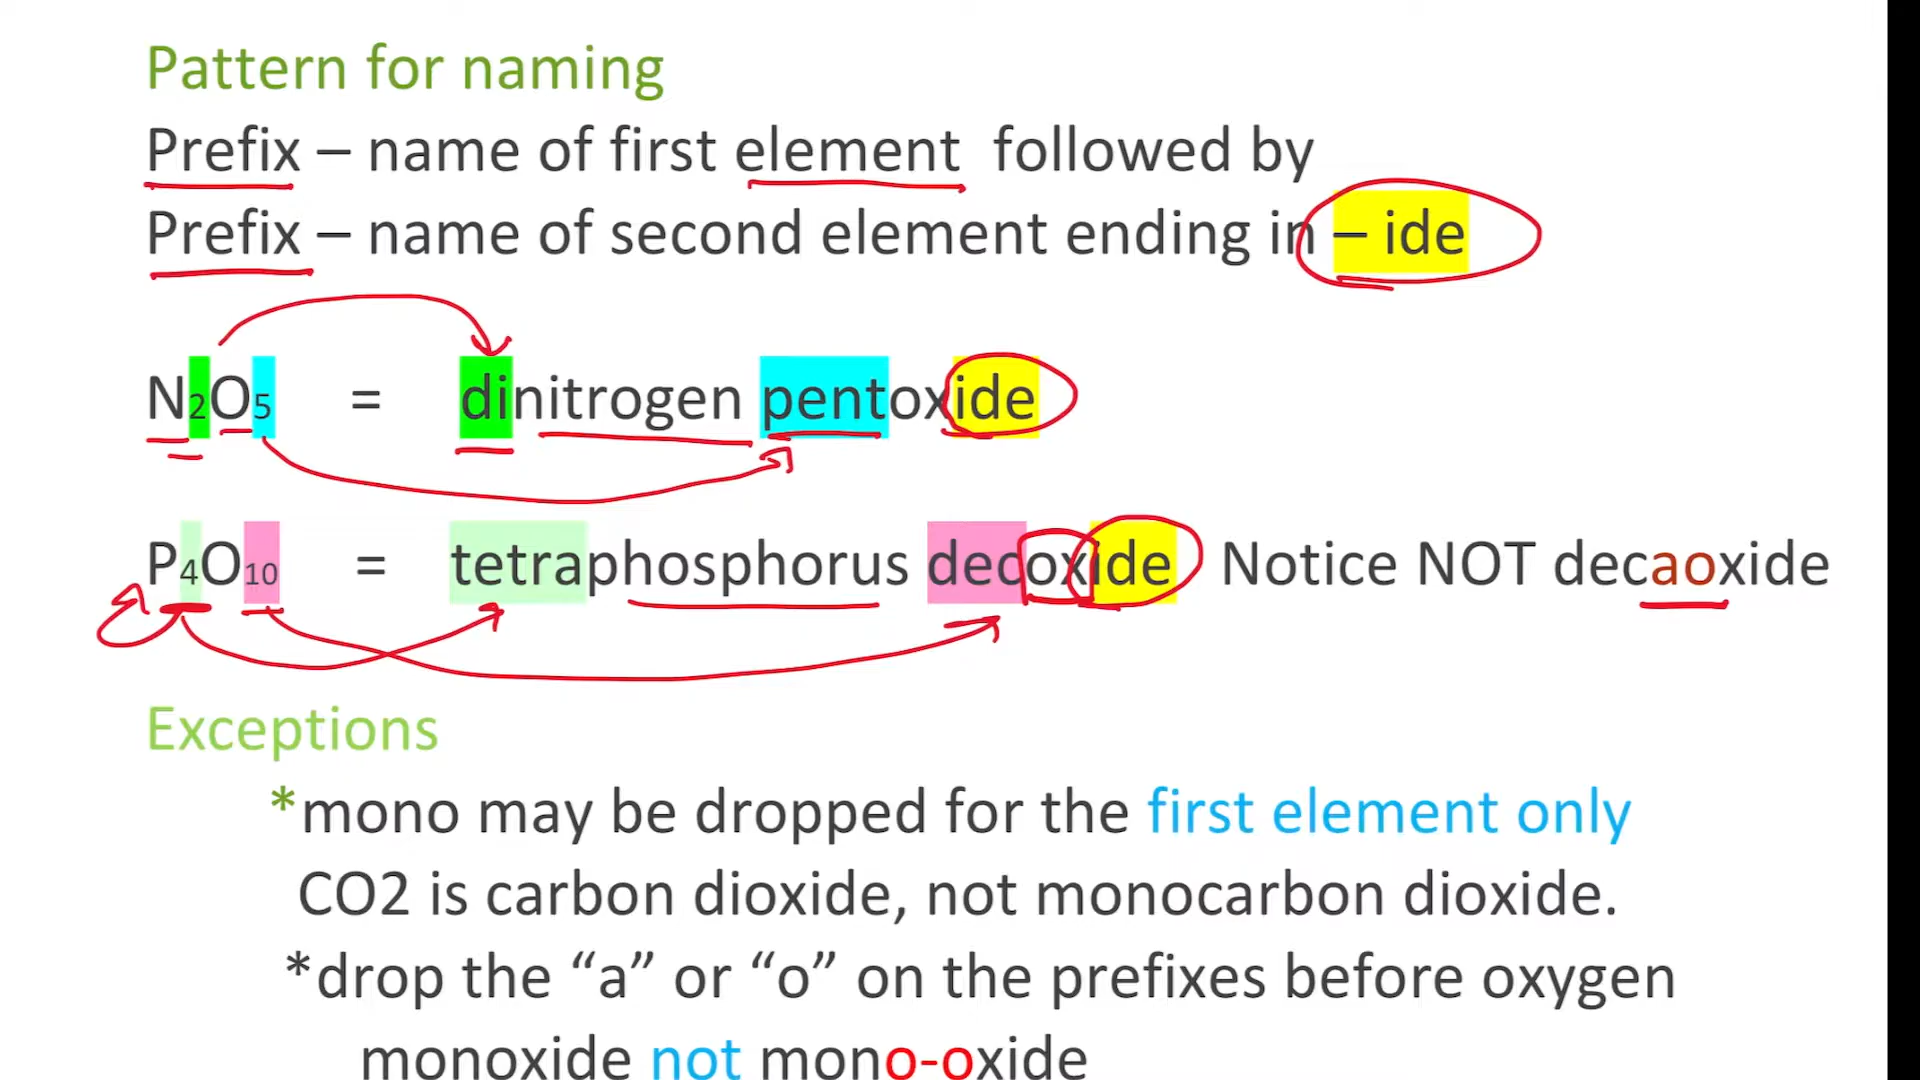 Pattern for naming
Prefix – name of first element followed by
Prefix – name of second element ending in – ide
N2O5 = dinitrogen pentoxide
P4O10 = tetraphosphorus decoxide Notice NOT decaoxide
Exceptions
*mono may be dropped for the first element only
CO2 is carbon dioxide, not monocarbon dioxide.
*drop the “a” or “o” on the prefixes before oxygen
monoxide not mono-oxide